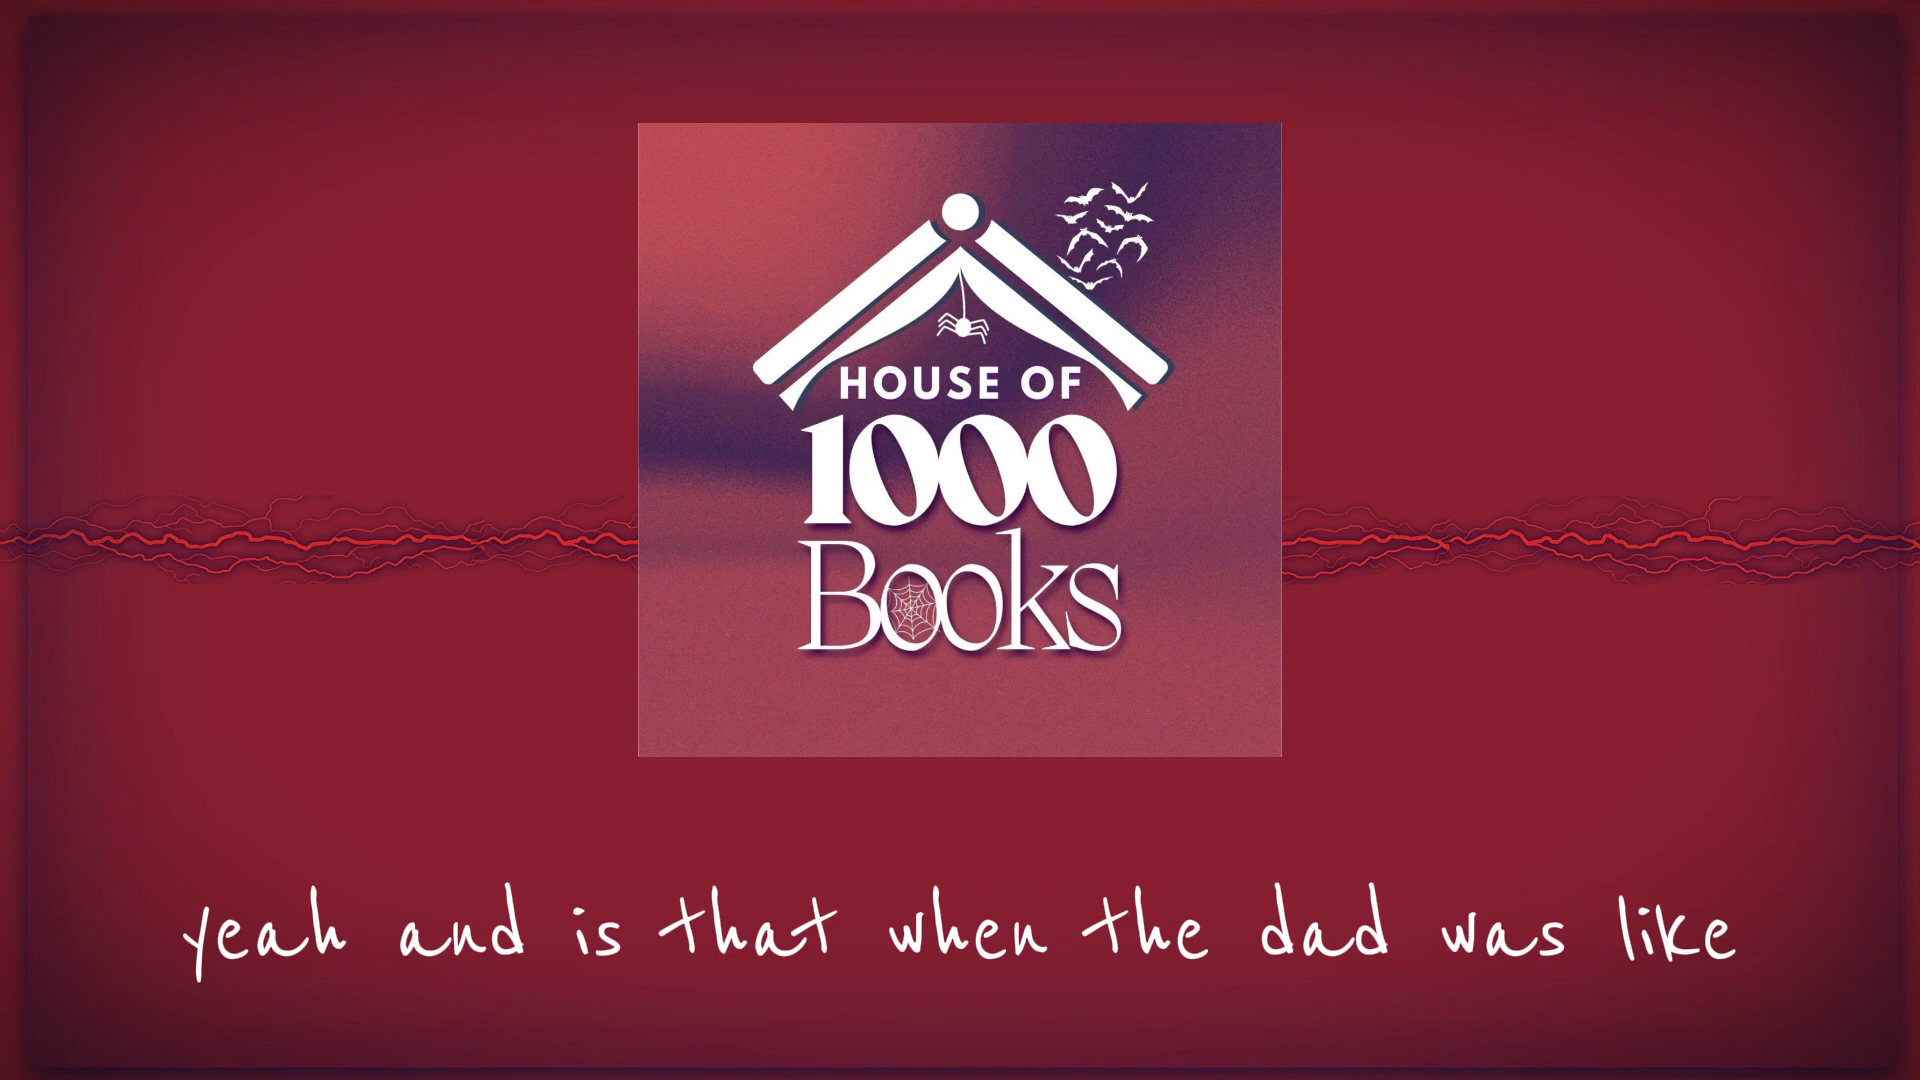 HOUSE OF
1000
Books
yeah and is that when the dad was like